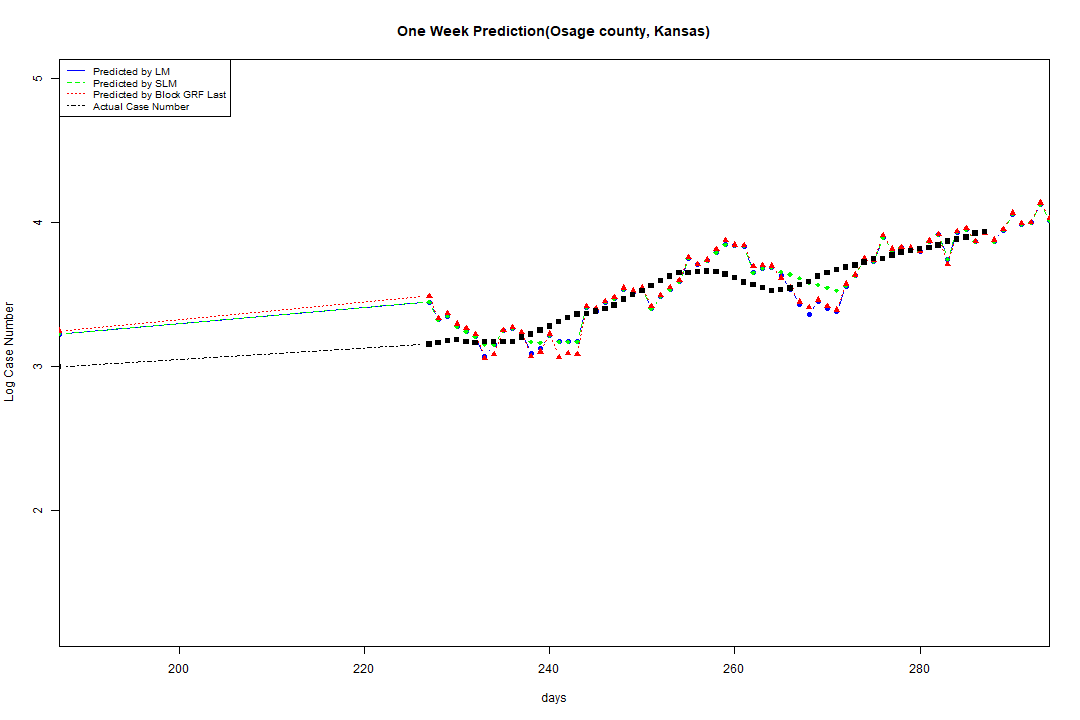 One Week Prediction(Osage county, Kansas)
Predicted by LM
Predicted by SLM
Predicted by Block GRF Last
Actual Case Number
5
4
3
2
Log Case Number
200
220
240
260
280
days